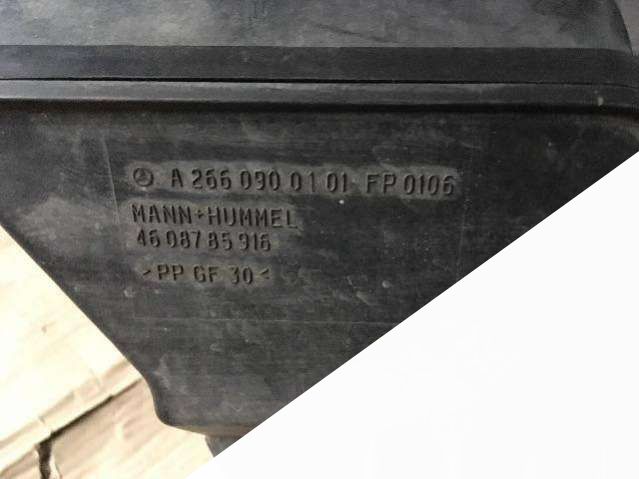 A 266 090 01 01 FP 0106
MANN+HUMMEL
46 087 85 916
>PP GF 30<